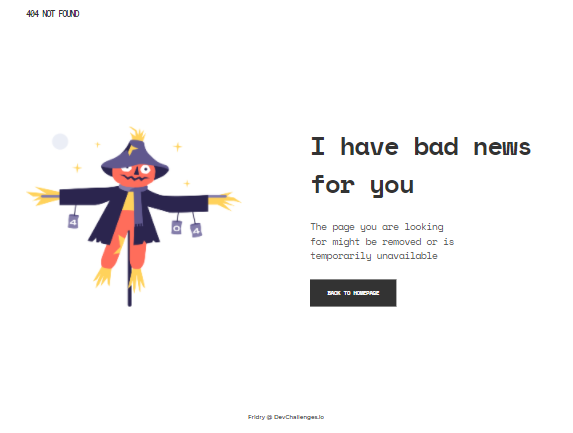 404 NOT FOUND
I have bad news
for you
4
0 4
The page you are looking
for might be removed or is
temporarily unavailable
BACK TO HOMEPAGE
Fridry @ DevChallenges.io